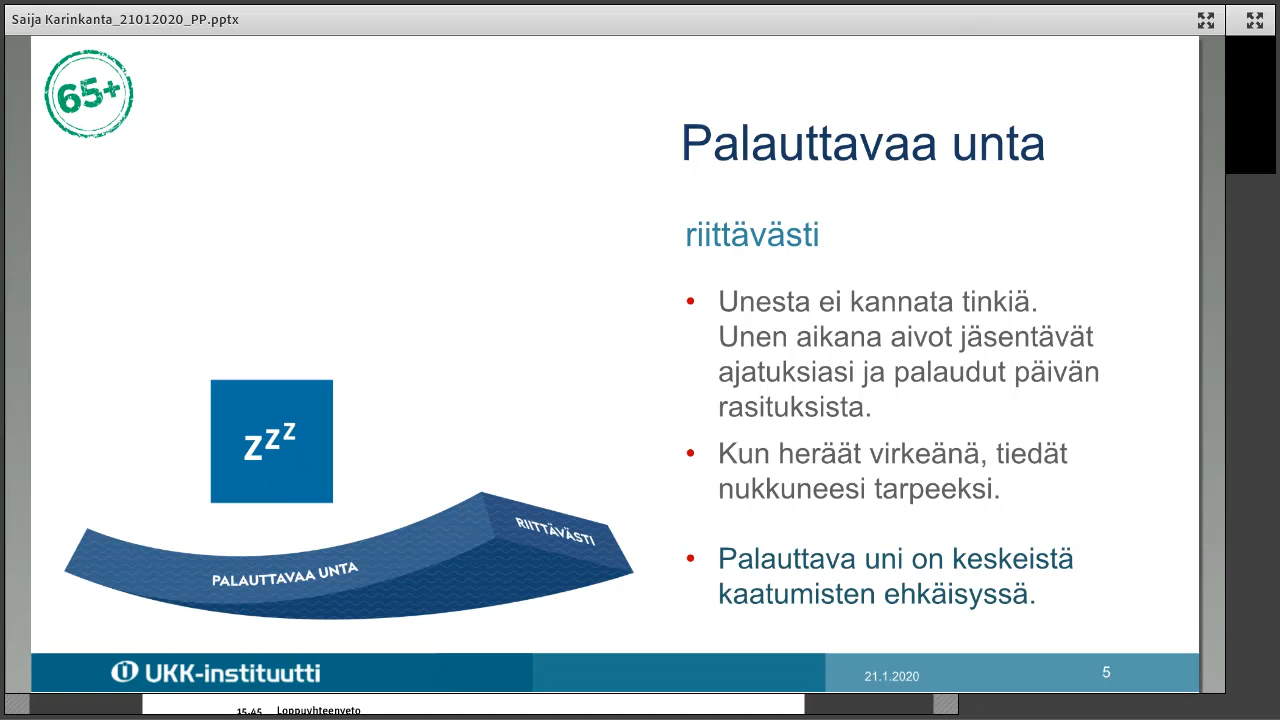 Saija Karinkanta_21012020_PP.pptx
65+
Palauttavaa unta
riittävästi
• Unesta ei kannata tinkiä.
Unen aikana aivot jäsentävät
ajatuksiasi ja palaudut päivän
rasituksista.
• Kun heräät virkeänä, tiedät
nukkuneesi tarpeeksi.
• Palauttava uni on keskeistä
kaatumisten ehkäisyssä.
zzz
PALAUTTAVAA UNTA
RIITTÄVÄSTI
UKK-instituutti
21.1.2020
5
15.45 Loppuyhteenveto